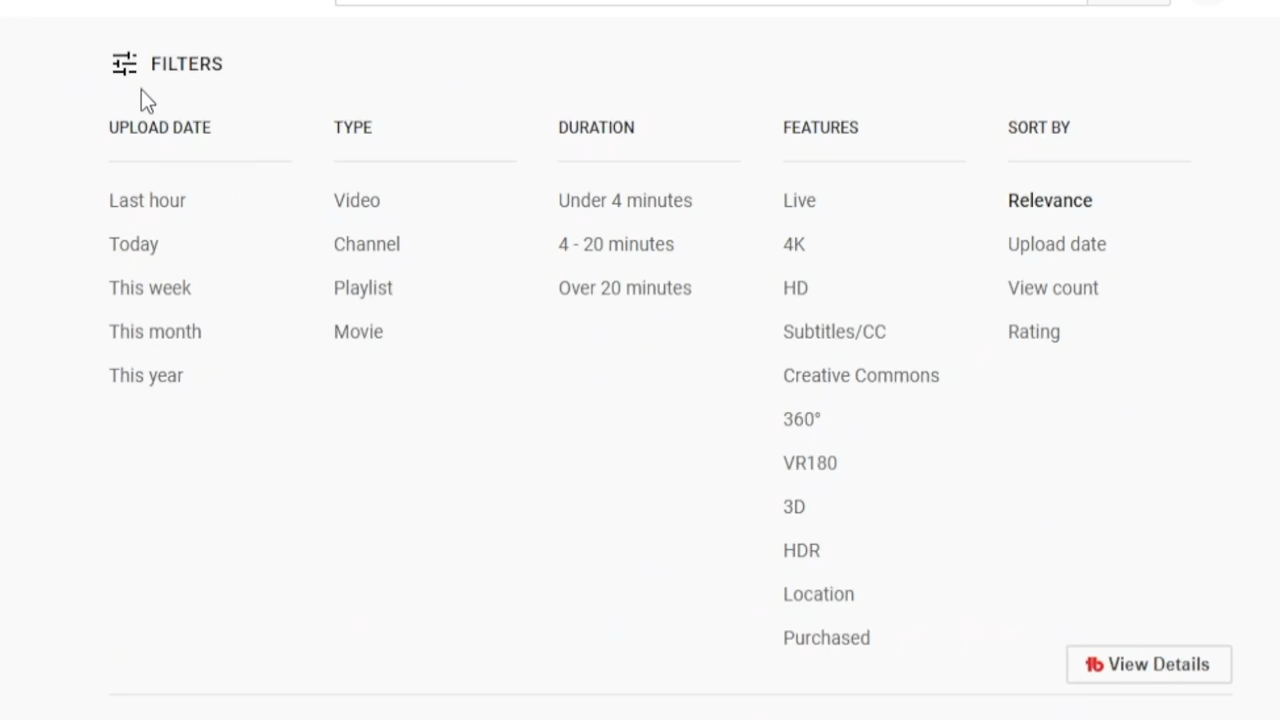 FILTERS
UPLOAD DATE
Last hour
Today
This week
This month
This year
TYPE
Video
Channel
Playlist
Movie
DURATION
Under 4 minutes
4 - 20 minutes
Over 20 minutes
FEATURES
Live
4K
HD
Subtitles/CC
Creative Commons
360°
VR180
3D
HDR
Location
Purchased
SORT BY
Relevance
Upload date
View count
Rating
tb View Details